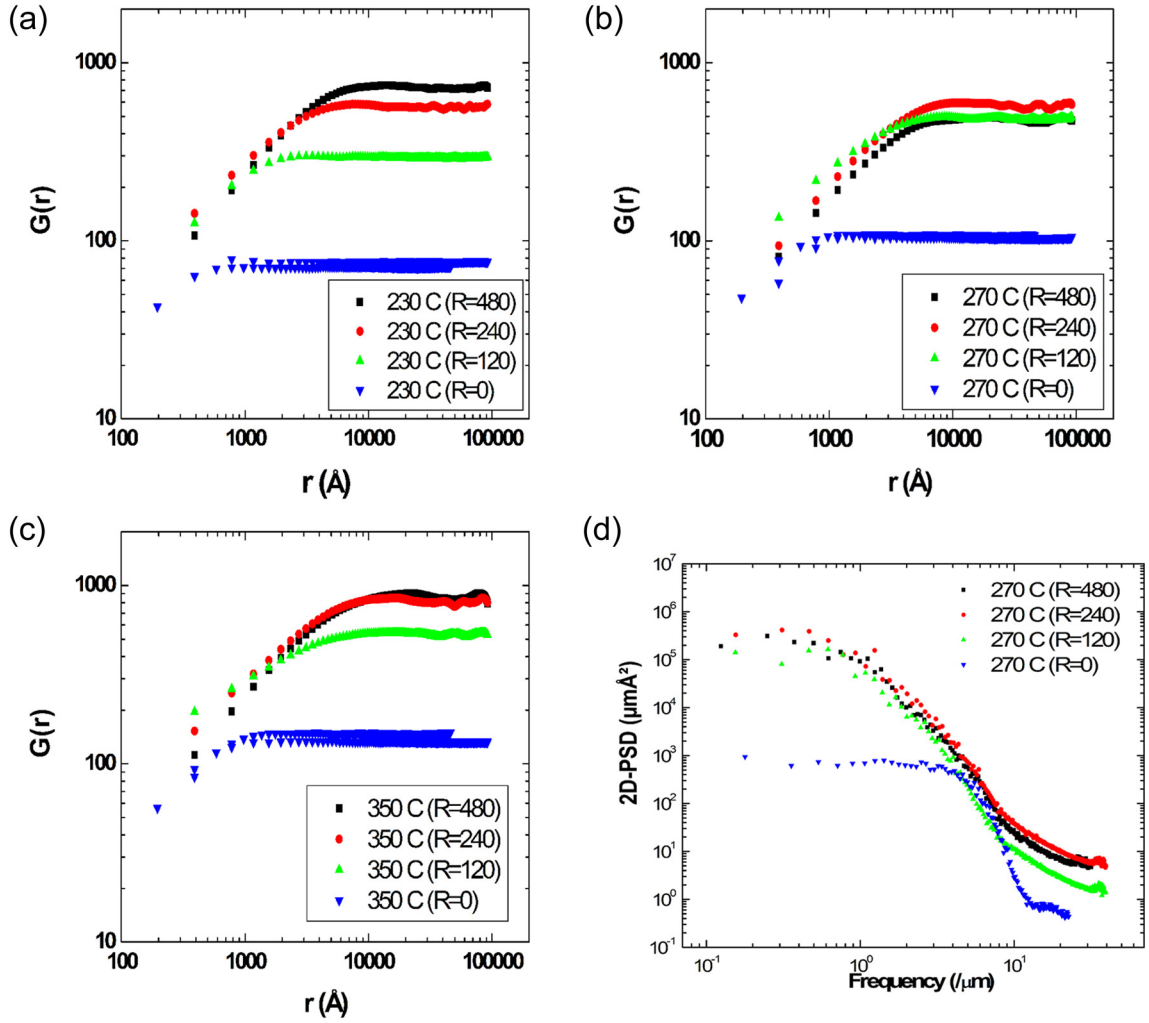 (a)
1000
100
10
G(r)
100 1000 10000 100000
r (Å)
230 C (R=480)
230 C (R=240)
230 C (R=120)
230 C (R=0)
(b)
1000
100
10
G(r)
100 1000 10000 100000
r (Å)
270 C (R=480)
270 C (R=240)
270 C (R=120)
270 C (R=0)
(c)
1000
100
10
G(r)
100 1000 10000 100000
r (Å)
350 C (R=480)
350 C (R=240)
350 C (R=120)
350 C (R=0)
(d)
10⁷
10⁶
10⁵
10⁴
10³
10²
10¹
10⁰
10⁻¹
2D-PSD (µmÅ²)
10⁻¹ 10⁰ 10¹
Frequency (/µm)
270 C (R=480)
270 C (R=240)
270 C (R=120)
270 C (R=0)